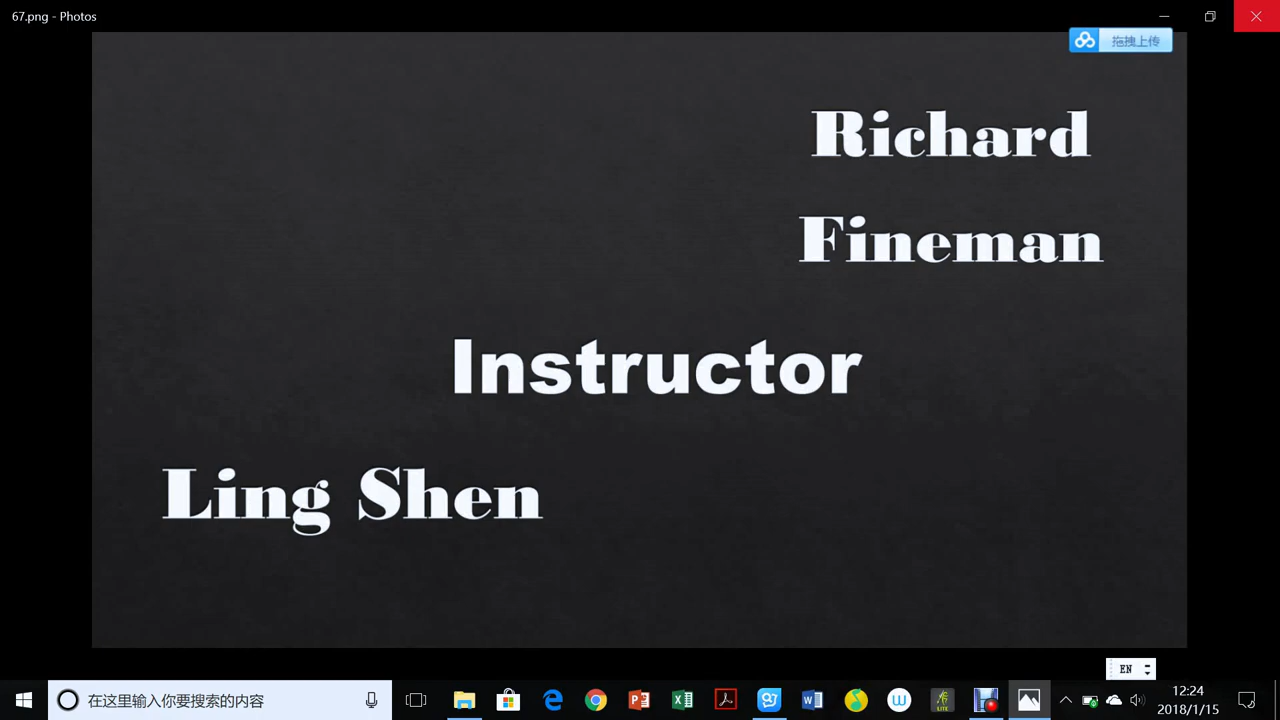 67.png - Photos
拖拽上传
Richard
Fineman
Instructor
Ling Shen
EN
在这里输入你要搜索的内容
12:24
2018/1/15